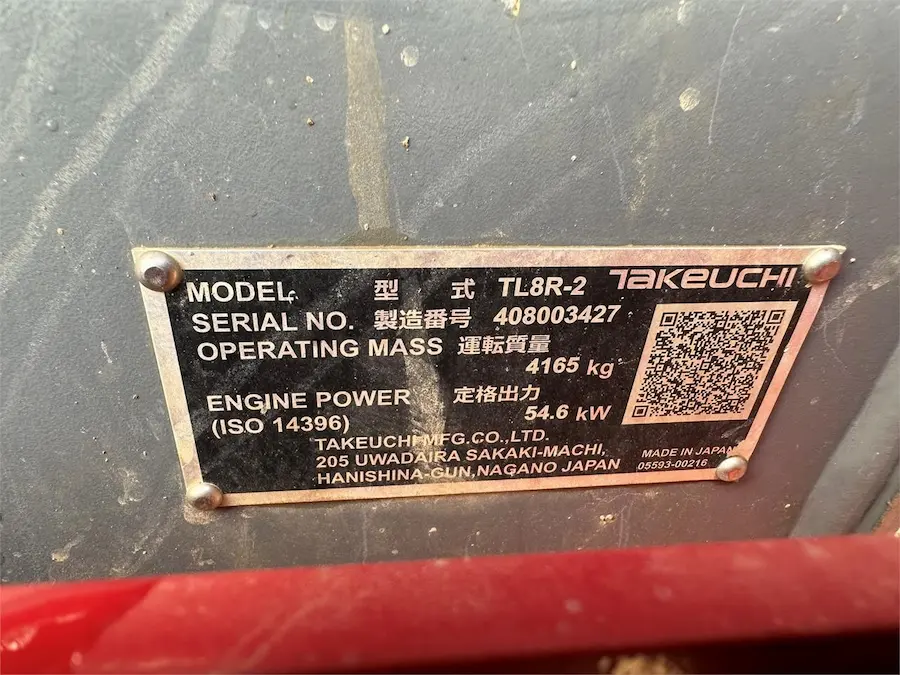 MODEL 型 式 TL8R-2 TAKEUCHI
SERIAL NO. 製造番号 408003427
OPERATING MASS 運転質量
4165 kg
ENGINE POWER 定格出力
(ISO 14396) 54.6 kW
TAKEUCHI MFG.CO.,LTD.
205 UWADAIRA SAKAKI-MACHI,
HANISHINA-GUN,NAGANO JAPAN
MADE IN JAPAN
05593-00216